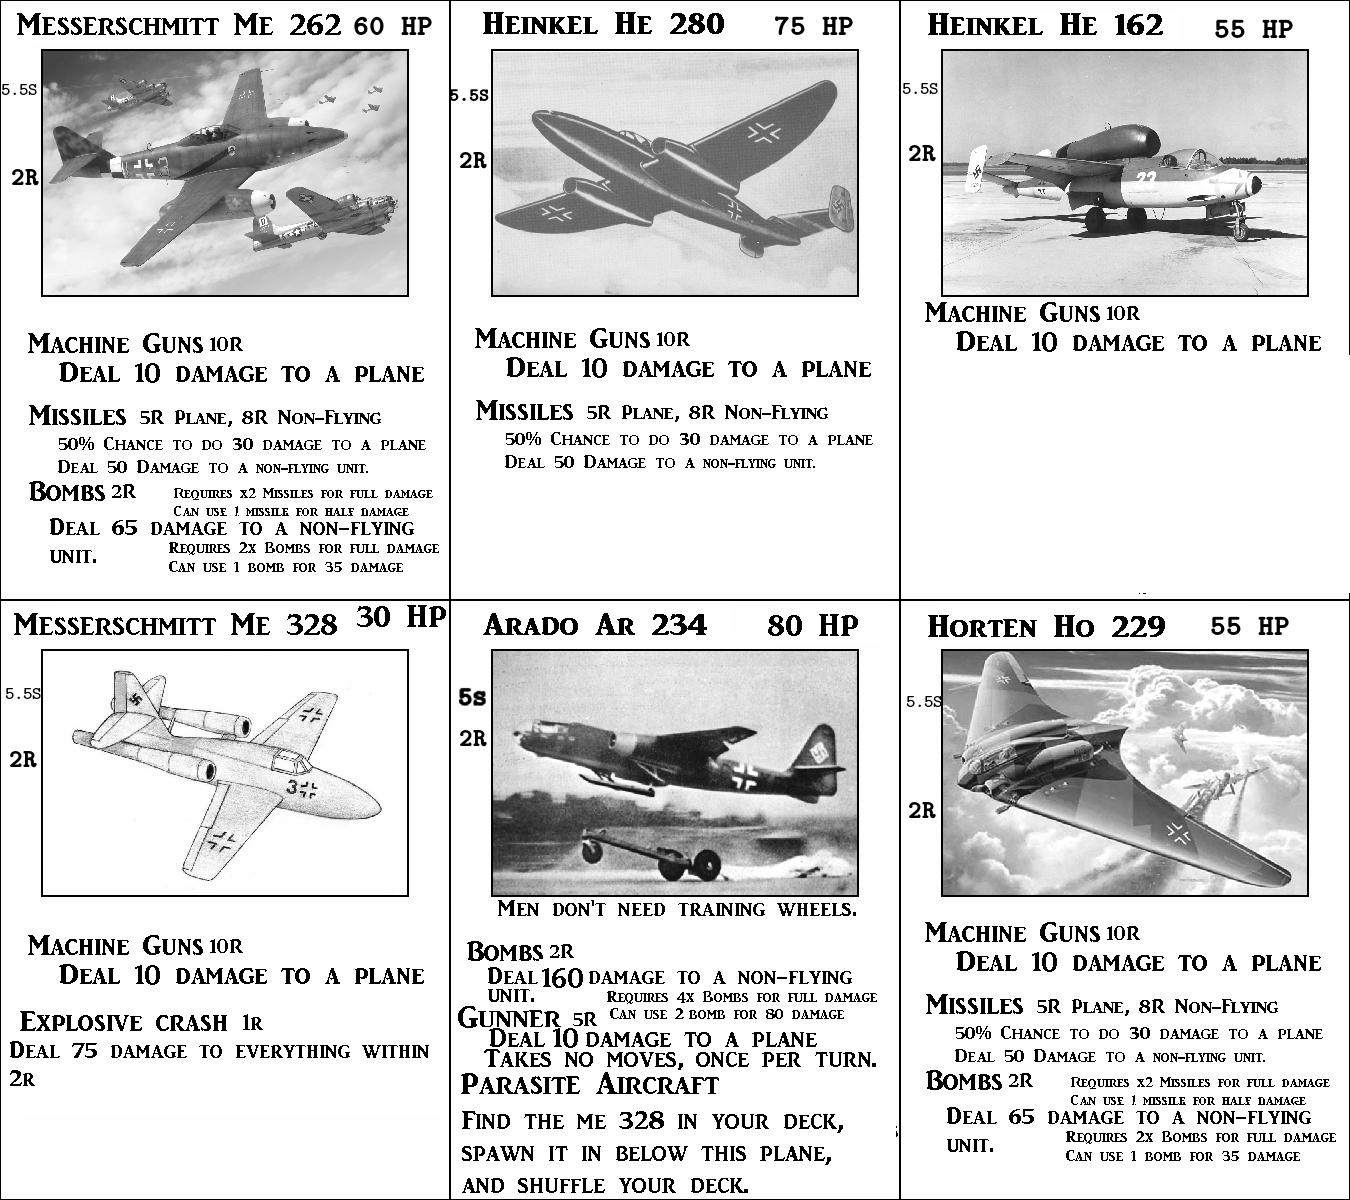 Messerschmitt Me 262 60 HP
5.5S
2R
Machine Guns 10R
Deal 10 damage to a plane
Missiles 5R Plane, 8R Non-Flying
50% Chance to do 30 damage to a plane
Deal 50 Damage to a non-flying unit.
Bombs 2R
Requires x2 Missiles for full damage
Can use 1 missile for half damage
Deal 65 damage to a non-flying
unit.
Requires 2x Bombs for full damage
Can use 1 bomb for 35 damage
Heinkel He 280 75 HP
5.5S
2R
Machine Guns 10R
Deal 10 damage to a plane
Missiles 5R Plane, 8R Non-Flying
50% Chance to do 30 damage to a plane
Deal 50 Damage to a non-flying unit.
Heinkel He 162 55 HP
5.5S
2R
23
Machine Guns 10R
Deal 10 damage to a plane
Messerschmitt Me 328 30 HP
5.5S
2R
3
Machine Guns 10R
Deal 10 damage to a plane
Explosive crash 1R
Deal 75 damage to everything within
2R
Arado Ar 234 80 HP
5s
2R
Men don't need training wheels.
Bombs 2R
Deal 160 damage to a non-flying
unit.
Requires 4x Bombs for full damage
Can use 2 bomb for 80 damage
Gunner 5R
Deal 10 damage to a plane
Takes no moves, once per turn.
Parasite Aircraft
Find the me 328 in your deck,
spawn it in below this plane,
and shuffle your deck.
Horten Ho 229 55 HP
5.5S
2R
Machine Guns 10R
Deal 10 damage to a plane
Missiles 5R Plane, 8R Non-Flying
50% Chance to do 30 damage to a plane
Deal 50 Damage to a non-flying unit.
Bombs 2R
Requires x2 Missiles for full damage
Can use 1 missile for half damage
Deal 65 damage to a non-flying
unit.
Requires 2x Bombs for full damage
Can use 1 bomb for 35 damage